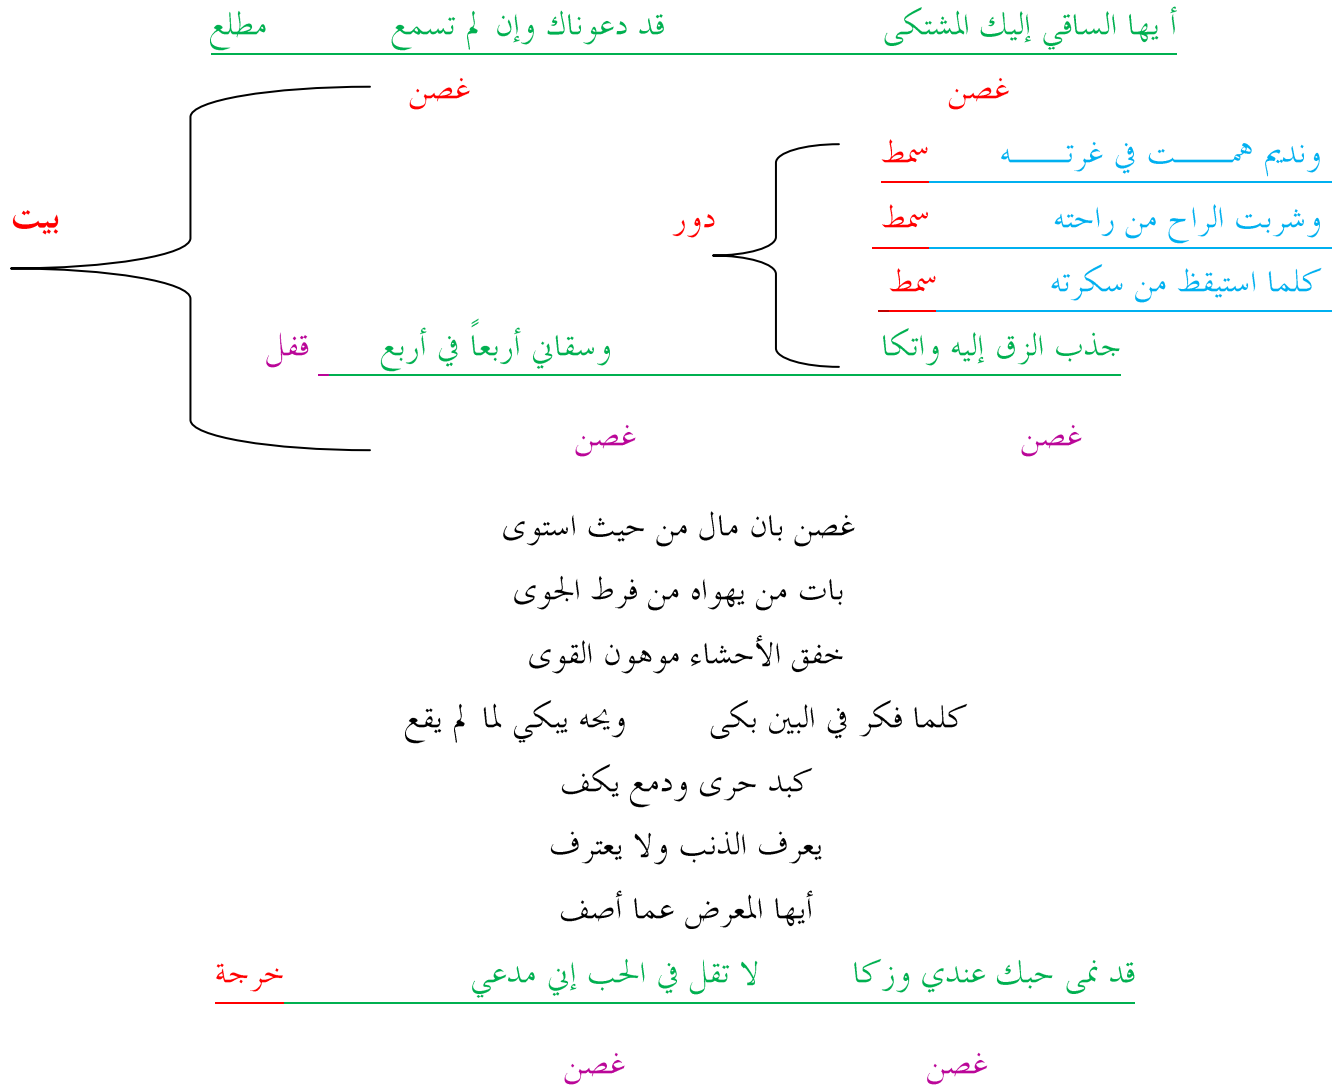 أ يها الساقي إليك المشتكى قد دعوناك وإن لم تسمع مطلع
غصن غصن
ونديم همـــــت في غرتـــــه سمط
وشربت الراح من راحته سمط
دور
بيت
كلما استيقظ من سكرته سمط
جذب الزق إليه واتكا وسقاني أربعاً في أربع قفل
غصن غصن
غصن بان مال من حيث استوى
بات من يهواه من فرط الجوى
خفق الأحشاء موهون القوى
كلما فكر في البين بكى ويحه يبكي لما لم يقع
كبد حرى ودمع يكف
يعرف الذنب ولا يعترف
أيها المعرض عما أصف
قد نمى حبك عندي وزكا لا تقل في الحب إني مدعي خرجة
غصن غصن